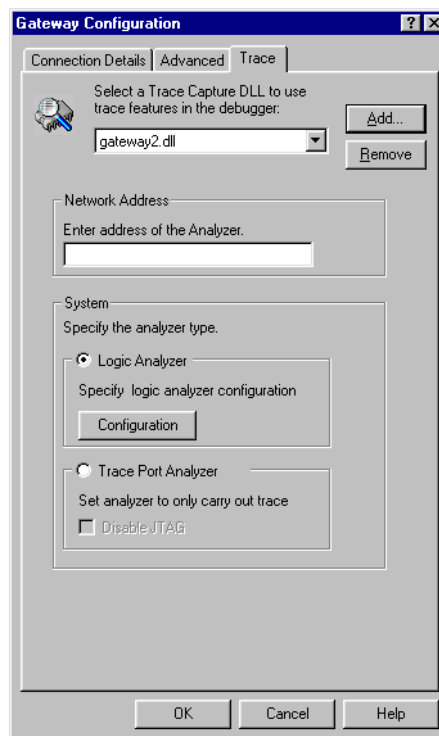 Gateway Configuration
Connection Details Advanced Trace
Select a Trace Capture DLL to use
trace features in the debugger:
gateway2.dll
Add...
Remove
Network Address
Enter address of the Analyzer.
System
Specify the analyzer type.
Logic Analyzer
Specify logic analyzer configuration
Configuration
Trace Port Analyzer
Set analyzer to only carry out trace
Disable JTAG
OK Cancel Help